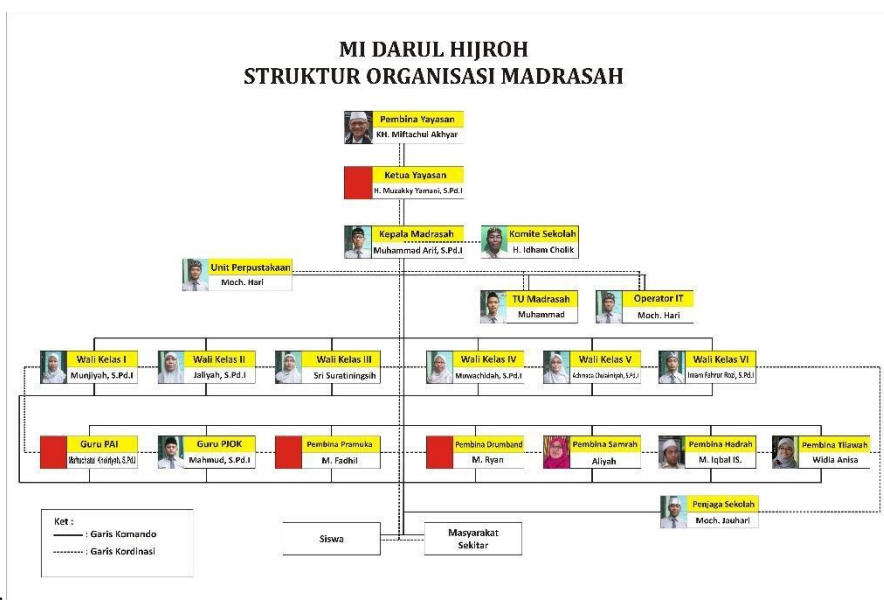 MI DARUL HIJROH
STRUKTUR ORGANISASI MADRASAH
Pembina Yayasan
KH. Miftachul Akhyar
Ketua Yayasan
H. Muzakky Yamani, S.Pd.I
Kepala Madrasah
Muhammad Arif, S.Pd.I
Komite Sekolah
H. Idham Cholik
Unit Perpustakaan
Moch. Hari
TU Madrasah
Muhammad
Operator IT
Moch. Hari
Wali Kelas I
Munjiyah, S.Pd.I
Wali Kelas II
Jaliyah, S.Pd.I
Wali Kelas III
Sri Suratiningsih
Wali Kelas IV
Muwachidah, S.Pd.I
Wali Kelas V
S.Pd.I
Wali Kelas VI
Imam Fahrur Rozi, S.Pd.I
Guru PAI
S.Pd.I
Guru PJOK
Mahmud, S.Pd.I
Pembina Pramuka
M. Fadhil
Pembina Drumband
M. Ryan
Pembina Samrah
Aliyah
Pembina Hadrah
M. Iqbal IS.
Pembina Tilawah
Widia Anisa
Penjaga Sekolah
Moch. Jauhari
Ket :
: Garis Komando
: Garis Kordinasi
Siswa
Masyarakat
Sekitar